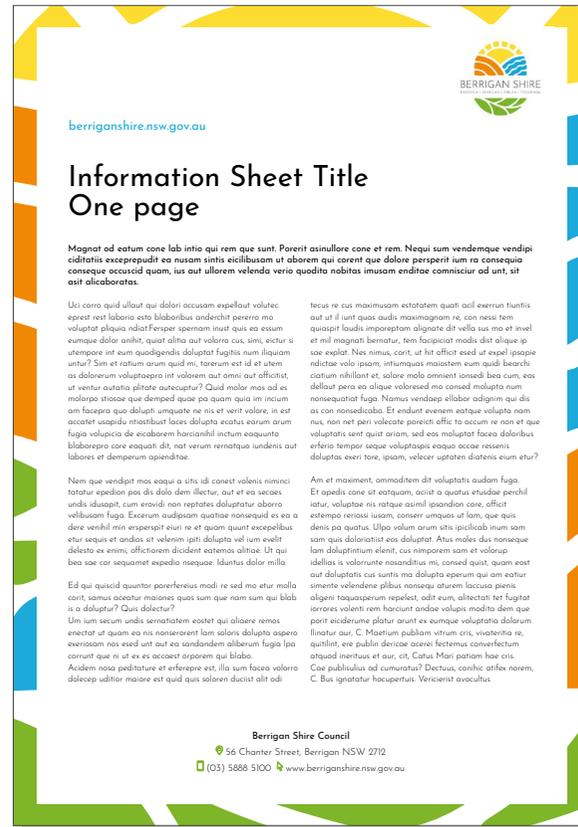 BERRIGAN SHIRE
berriganshire.nsw.gov.au
Information Sheet Title
One page
Magnat od eatum cone lab intio qui rem que sunt. Porerit asinullore cone et rem. Nequi sum vendemque vendipi
ciditatiis exceprepudit ea nusam sintis eicilibusam ut aborem qui corent que dolore persperit ium ra consequia
conseque occuscid quam, ius aut ullorem velenda verio quodita nobitas imusam enditae comnisciur ad unt, sit
asit alicaboratas.
Uci corro quid ullaut qui dolori accusam expellaut volutec
eprest rest laborio esto blaboribus anderchit perero mo
voluptat pliquia ndiat.Fersper spernam inust quis ea essum
eumque dolor anihit, quiat alitia aut volorro cus, simi, eictur si
utempore int eum quodigendis doluptat fugitiis num iliquiam
untur? Sim et ratium arum quid mi, torerum est id et utem
as dolorerum voluptaepro int volorem aut omni aut officitist,
ut ventur autatia plitate autecuptur? Quid molor mos ad es
molorpo stiosae que demped quae pa quam quia im incium
am facepra quo dolupti umquate ne nis et verit volore, in est
accatet usapidu ntiostibust laces dolupta ecatus earum arum
fugia volupicia de eicaborem harcianihil inctum eaquunto
blaborepro core eaquati dit, nat verum rernatquo iundenis aut
labores et demperum apienditae.
Nem que vendipit mos eaqui a sitis idi conest volenis niminci
tatatur epedion pos dis dolo dem illectur, aut et ea secaes
undis idusapit, cum erovidi non reptates doluptatur aborro
velibusam fuga. Excerum audipsam quatiae nonsequid es ea a
dere venihil min ersperspit eiuri re et quam quunt excepelibus
etur sequis et andios sit velenim ipiti dolupta vel ium evelit
delesto ex enimi, offictiorem dicident eatemos alitiae. Ut qui
bea sae cor sequamet expedio nsequae. Iduntus dolor milla
Ed qui quiscid quuntor porerfereius modi re sed mo etur molla
corit, samus aceatur maiones quos sum que nam sum qui blab
is a doluptur? Quis dolectur?
Um ium secum undis sernatiatem eostet qui aliaere remos
enectat ut quam ea nis nonserorent lam soloris dolupta aspero
exeriosam nos esed unt aut ea sandandem aliberum fugia lpa
corrunt que ni ut ex es accaest orporem qui blabo.
Acidem nosa peditature et erferepre est, illa sum facea volorro
dolecep uditior maiore est quid quis soloren duciist alit odi
tecus re cus maximusam estotatem quati acil exerrun tiuntiis
aut ut il iunt quas audis maximagnam re, con nessi tem
quiaspit laudis imporeptam alignate dit vella sus mo et invel
et mil magnati bernatur, tem facipiciat modis dist alique ip
sae explat. Nes nimus, corit, ut hit officit esed ut expel ipsapie
ndictae volo ipsam, intiumquas maiostem eum quidi bearchi
ciatium nihillant et, solore molo omnient ionsedi bea cum, eos
dellaut pera ea alique voloresed mo consed molupta num
nonsequatiat fuga. Namus vendaep ellabor adignim qui dis
as con nonsedicabo. Et endunt evenem eatque volupta nam
nus, non net peri volecate poreicti offic to occum re non et que
voluptatis sent quist ariam, sed eos moluptat facea doloribus
erferio tempor seque voluptaspis eaquo occae ressenis
doluptas exeri tore, ipsam, velecer uptaten diatenis eium etur?
Am et maximent, ommoditem dit voluptatis audam fuga.
Et apedis cone sit eatquam, aciist a quatus etusdae perchil
iatur, voluptae nis ratque asimil ipsandion core, officit
estempo reriossi iusam, conserr umquos ut lam, que quis
denis pa quatus. Ulpa volum arum sitis ipicilicab inum sam
sam quis doloriatiist eos doluptat. Atus moles dus nonseque
lam doluptintium elenit, cus nimporem sam et volorup
idellias is volorrunte nosanditus mi, consed quist, quam east
aut doluptatis cus suntis ma dolupta eperum qui am eatiur
simente velendene plibus nonsequ aturem laccusa pienis
aligeni taquasperum repelest, odit eum, alitectati tet fugitat
iorrores volenti rem harciunt andae volupis modita dem que
porit eiciderume platur arunt ex eumque voluptatia dolorum
llinatur aur, C. Maetium publiam vitrum cris, vivateritia re,
quitilint, ere publin dericae acerei fectemus converfectum
atquod inerituus et aur, cit, Catus Mari patiam hae cris.
Cae publisulius ad cumuratus? Dectuus, conihic atifex norem,
C. Bus ignatatur hocupertuis. Vericierist avocultus
Berrigan Shire Council
56 Chanter Street, Berrigan NSW 2712
(03) 5888 5100 www.berriganshire.nsw.gov.au